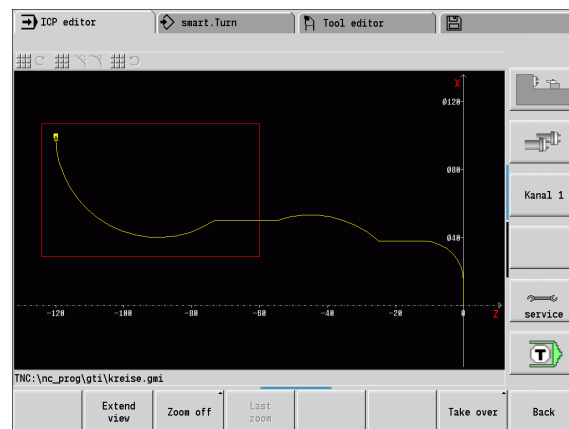 ICP editor
smart.Turn
Tool editor
X
Ø120
Ø80
Ø40
-120
-100
-80
-60
-40
-20
0
Z
Kanal 1
service
T
TNC:\nc_prog\gti\kreise.gmi
Extend view
Zoom off
Last zoom
Take over
Back